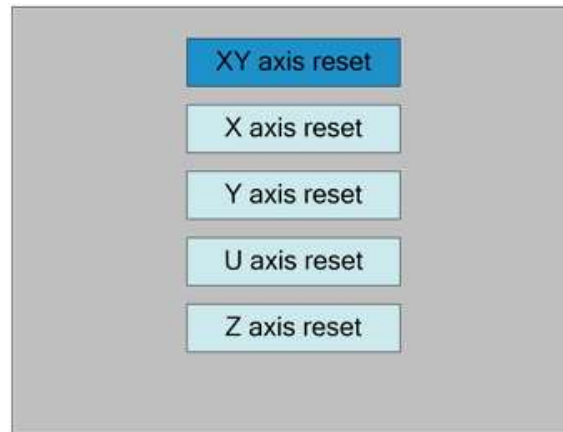 XY axis reset
X axis reset
Y axis reset
U axis reset
Z axis reset